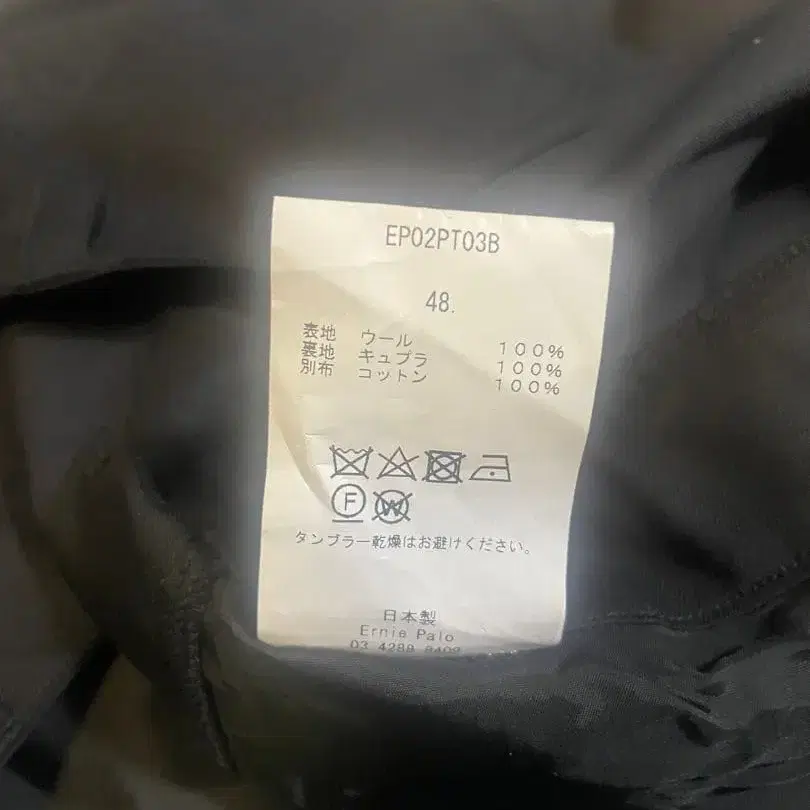 EP02PT03B
48.
表地 ウール 100%
裏地 キュプラ 100%
別布 コットン 100%
F W
タンブラー乾燥はお避けください。
日本製
Ernie Palo
03 4288